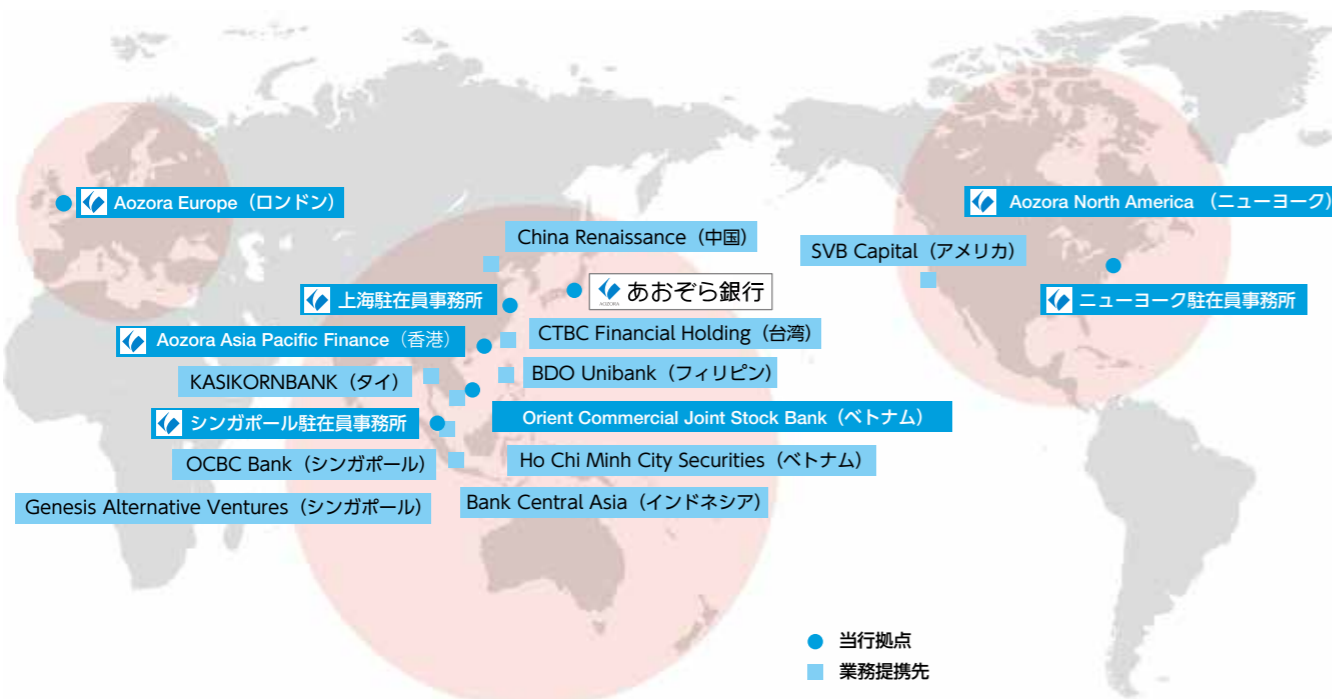 Aozora Europe（ロンドン）
Aozora North America （ニューヨーク）
China Renaissance（中国）
SVB Capital（アメリカ）
上海駐在員事務所
AOZORA あおぞら銀行
ニューヨーク駐在員事務所
Aozora Asia Pacific Finance（香港）
CTBC Financial Holding（台湾）
KASIKORNBANK（タイ）
BDO Unibank（フィリピン）
シンガポール駐在員事務所
Orient Commercial Joint Stock Bank（ベトナム）
OCBC Bank（シンガポール）
Ho Chi Minh City Securities（ベトナム）
Genesis Alternative Ventures（シンガポール）
Bank Central Asia（インドネシア）
当行拠点
業務提携先